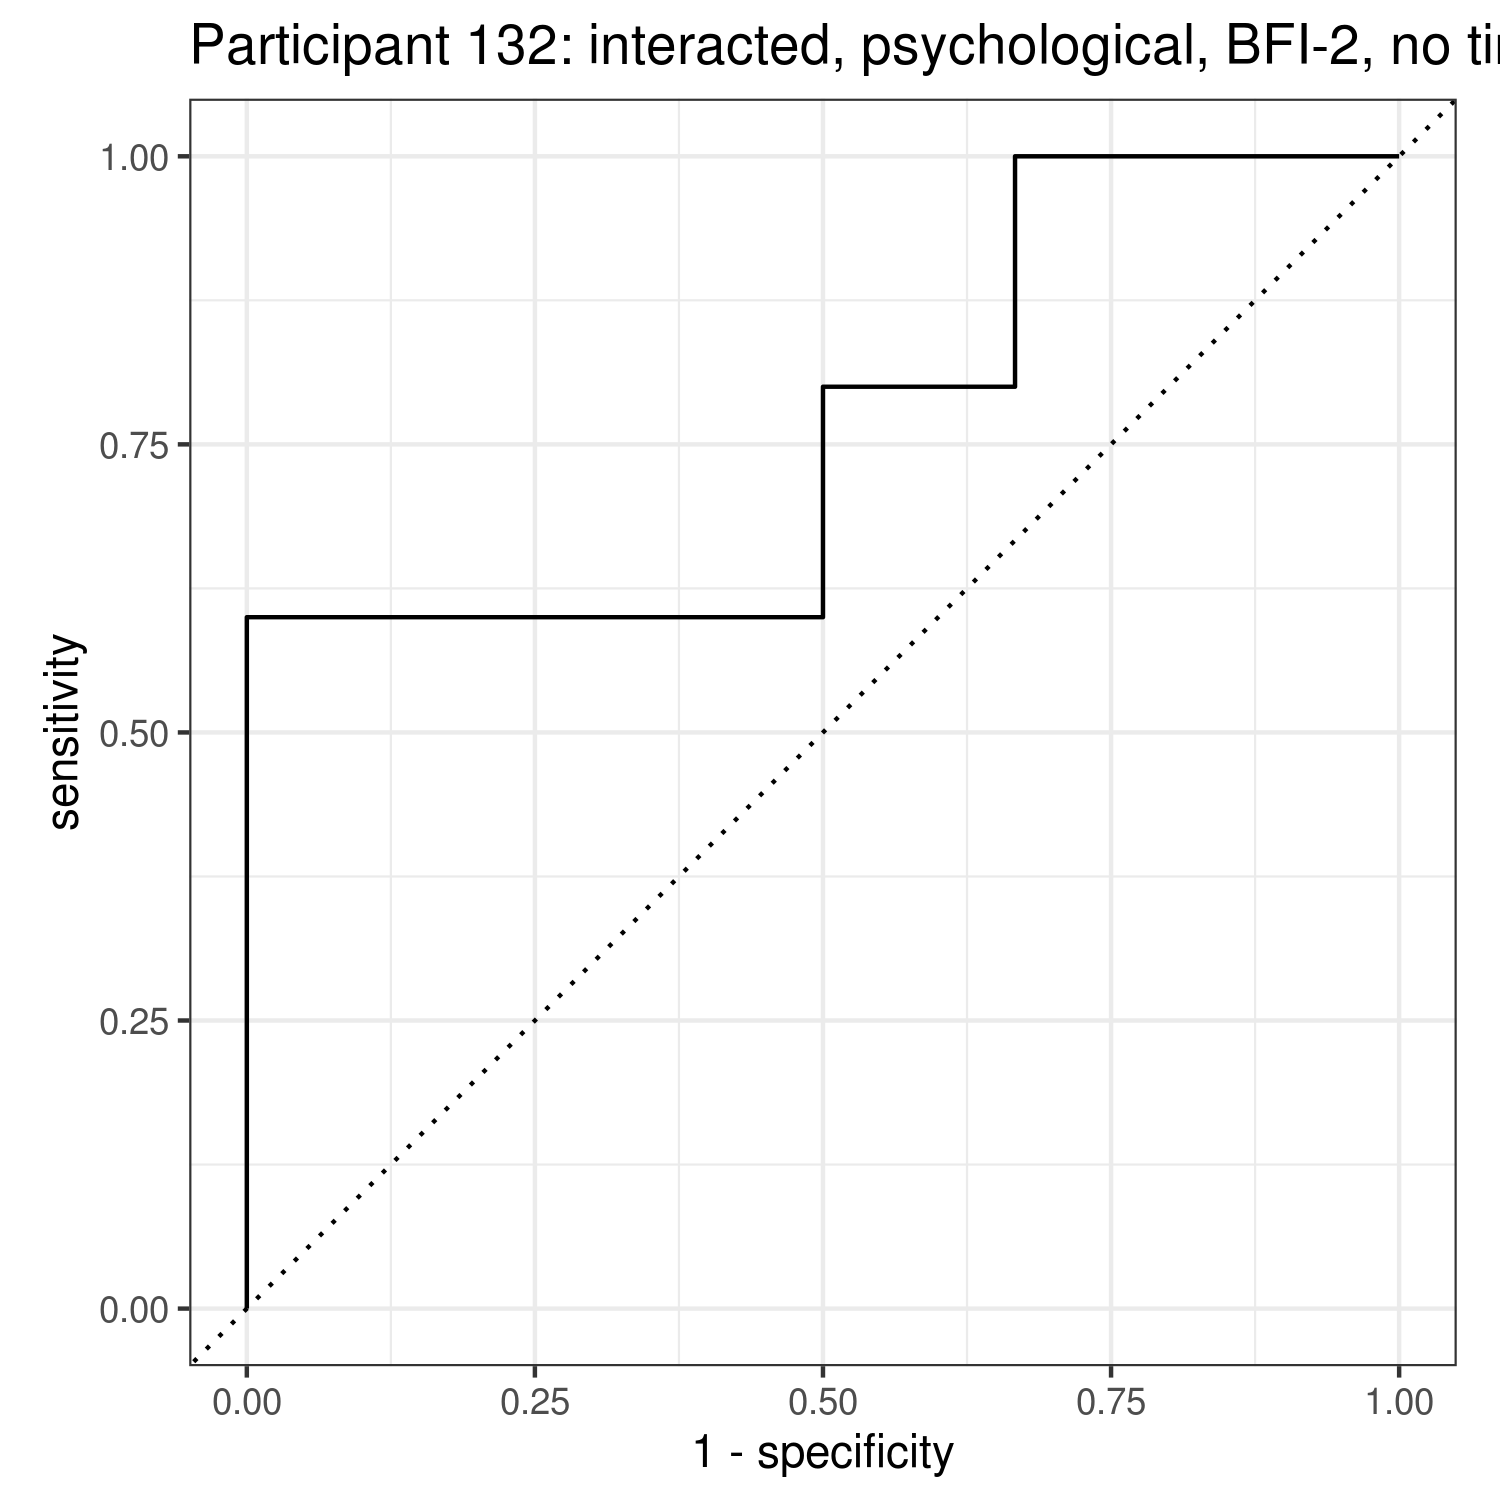 Participant 132: interacted, psychological, BFI-2, no
1.00
0.75
0.50
0.25
0.00
sensitivity
0.00 0.25 0.50 0.75 1.00
1 - specificity